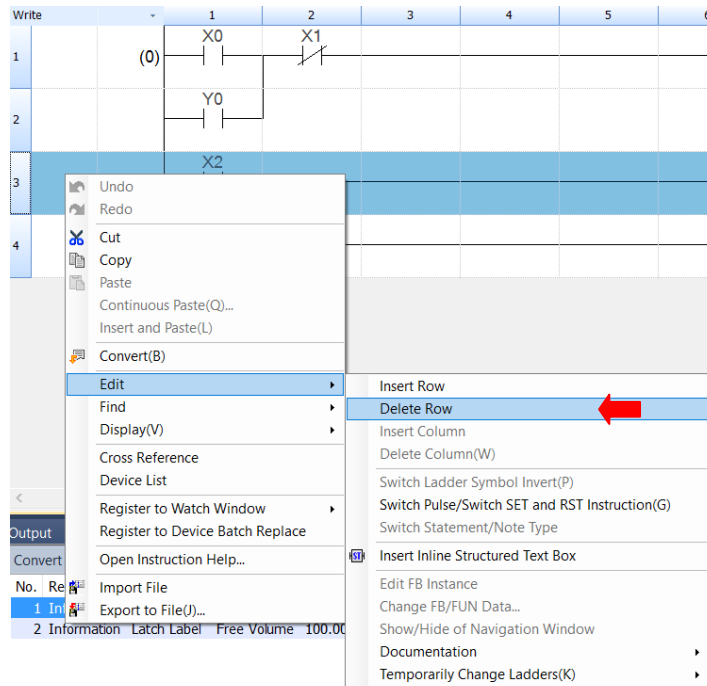 Write 1 2 3 4 5
X0 X1
1 (0)
Y0
2
X2
3
4
Undo
Redo
Cut
Copy
Paste
Continuous Paste(Q)...
Insert and Paste(L)
Convert(B)
Edit
Find
Display(V)
Cross Reference
Device List
Register to Watch Window
Register to Device Batch Replace
Open Instruction Help...
Import File
Export to File(J)...
Insert Row
Delete Row
Insert Column
Delete Column(W)
Switch Ladder Symbol Invert(P)
Switch Pulse/Switch SET and RST Instruction(G)
Switch Statement/Note Type
ST Insert Inline Structured Text Box
Edit FB Instance
Change FB/FUN Data...
Show/Hide of Navigation Window
Documentation
Temporarily Change Ladders(K)
Output
Convert
No. Re
1 In
2 Information Latch Label Free Volume 100.00